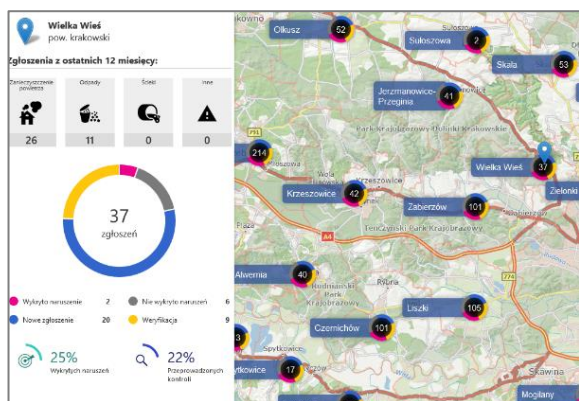 Wielka Wieś
pow. krakowski
Zgłoszenia z ostatnich 12 miesięcy:
Zanieczyszczenie powietrza
26
Odpady
11
Ścieki
0
Inne
0
37
zgłoszeń
Wykryto naruszenie 2
Nie wykryto naruszeń 6
Nowe zgłoszenie 20
Weryfikacja 9
25%
Wykrytych naruszeń
22%
Przeprowadzonych kontroli
Olkusz 52
Sułoszowa 2
Skała 53
Jerzmanowice-Przeginia 41
214
Wielka Wieś 37
Zielonki
Krzeszowice 42
Zabierzów 101
Tenczyński Park Krajobrazowy
A4
Alwernia 40
Rudniański Park Krajobrazowy
Rybna
Liszki 105
Czernichów 101
Spytkowice
17
Skawina
Mogilany